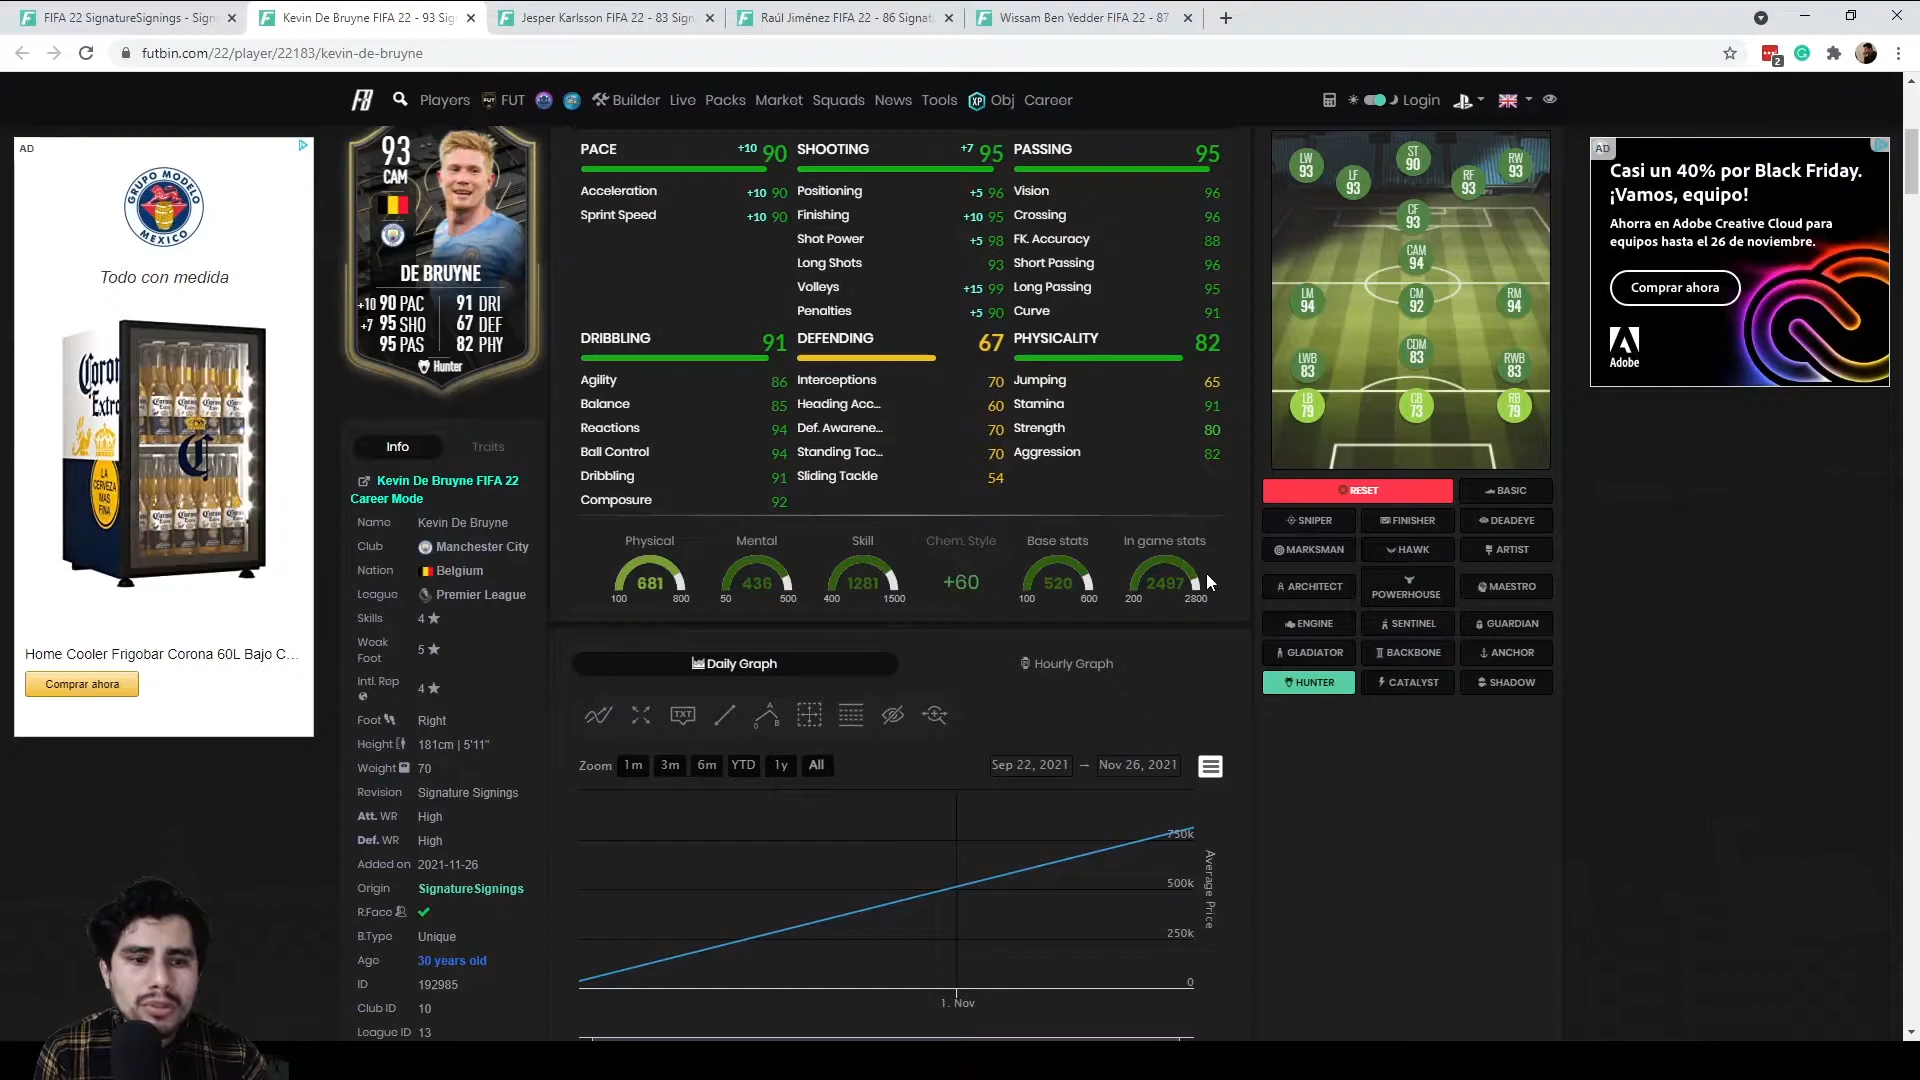 FIFA 22 SignatureSignings - Sign
Kevin De Bruyne FIFA 22 - 93 Sig
Jesper Karlsson FIFA 22 - 83 Sign
Raúl Jiménez FIFA 22 - 86 Signat
Wissam Ben Yedder FIFA 22 - 87
futbin.com/22/player/22183/kevin-de-bruyne
2
Players FUT Builder Live Packs Market Squads News Tools XP Obj Career Login
AD
GRUPO MODELO
MEXICO
Todo con medida
Corona Extra
LA CERVEZA MAS FINA
Home Cooler Frigobar Corona 60L Bajo C...
Comprar ahora
93
CAM
DE BRUYNE
+10 90 PAC 91 DRI
+7 95 SHO 67 DEF
95 PAS 82 PHY
Hunter
Info Traits
Kevin De Bruyne FIFA 22
Career Mode
Name Kevin De Bruyne
Club Manchester City
Nation Belgium
League Premier League
Skills 4
Weak Foot 5
Intl. Rep 4
Foot Right
Height 181cm | 5'11"
Weight 70
Revision Signature Signings
Att. WR High
Def. WR High
Added on 2021-11-26
Origin SignatureSignings
R.Face
B.Type Unique
Age 30 years old
ID 192985
Club ID 10
League ID 13
PACE +10 90
Acceleration +10 90
Sprint Speed +10 90
SHOOTING +7 95
Positioning +5 96
Finishing +10 95
Shot Power +5 98
Long Shots 93
Volleys +15 99
Penalties +5 90
PASSING 95
Vision 96
Crossing 96
FK. Accuracy 88
Short Passing 96
Long Passing 95
Curve 91
DRIBBLING 91
Agility 86
Balance 85
Reactions 94
Ball Control 94
Dribbling 91
Composure 92
DEFENDING 67
Interceptions 70
Heading Acc... 60
Def. Awarene... 70
Standing Tac... 70
Sliding Tackle 54
PHYSICALITY 82
Jumping 65
Stamina 91
Strength 80
Aggression 82
Physical Mental Skill Chem. Style Base stats In game stats
681 436 1281 +60 520 2497
100 800 50 500 400 1500 100 600 200 2800
Daily Graph Hourly Graph
TXT
Zoom 1m 3m 6m YTD 1y All Sep 22, 2021 → Nov 26, 2021
750k
500k
250k
0
Average Price
1. Nov
LW 93
LF 93
ST 90
RF 93
RW 93
CF 93
CAM 94
LM 94
CM 92
RM 94
LWB 83
CDM 83
RWB 83
LB 79
CB 73
RB 79
RESET BASIC
SNIPER FINISHER DEADEYE
MARKSMAN HAWK ARTIST
ARCHITECT POWERHOUSE MAESTRO
ENGINE SENTINEL GUARDIAN
GLADIATOR BACKBONE ANCHOR
HUNTER CATALYST SHADOW
AD
Casi un 40% por Black Friday.
¡Vamos, equipo!
Ahorra en Adobe Creative Cloud para
equipos hasta el 26 de noviembre.
Comprar ahora
Adobe